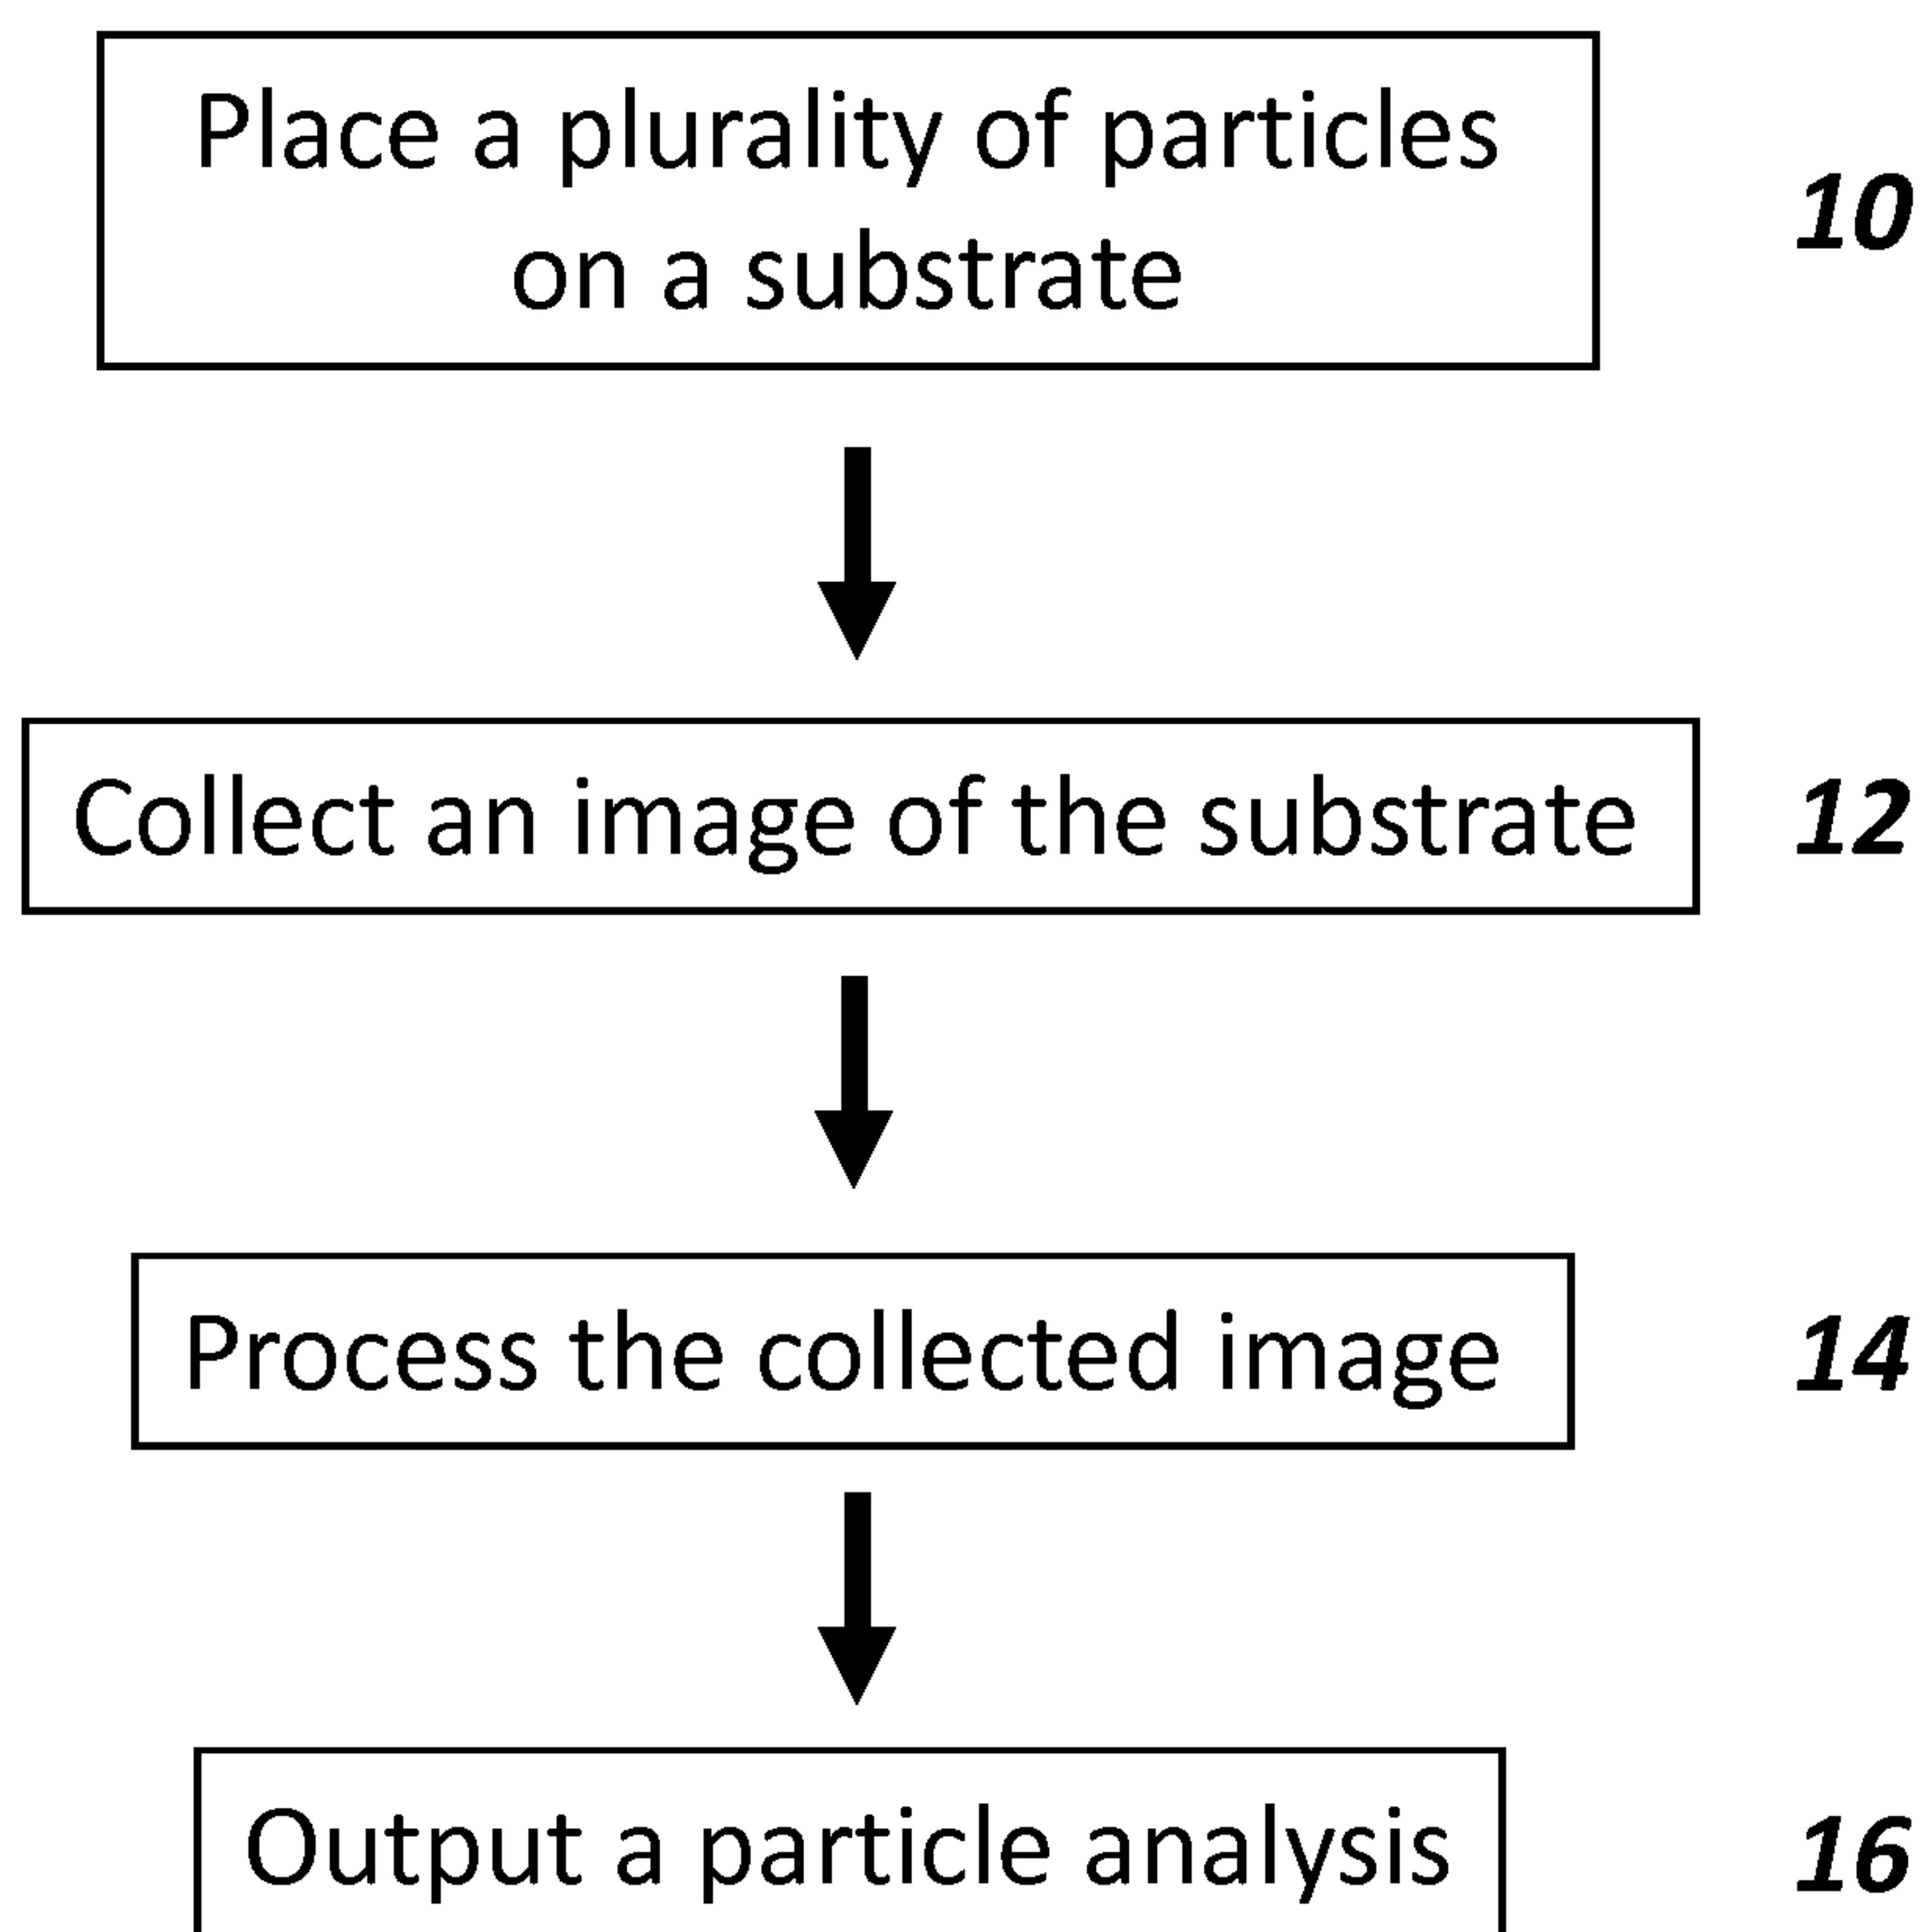 Place a plurality of particles
on a substrate
10
Collect an image of the substrate
12
Process the collected image
14
Output a particle analysis
16